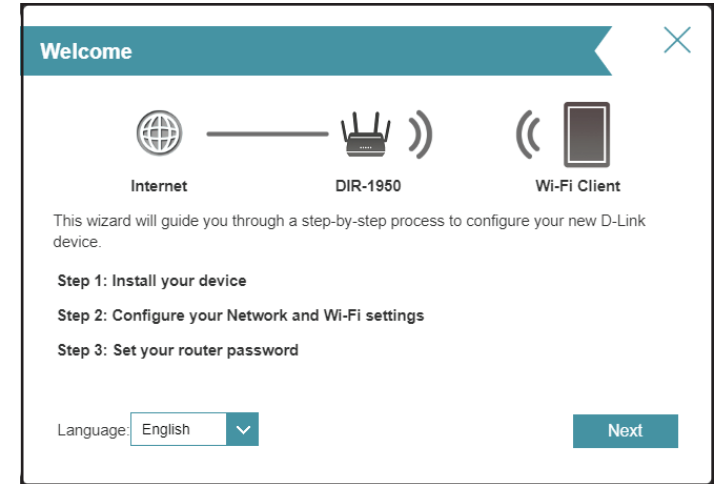 Welcome
Internet
DIR-1950
Wi-Fi Client
This wizard will guide you through a step-by-step process to configure your new D-Link
device.
Step 1: Install your device
Step 2: Configure your Network and Wi-Fi settings
Step 3: Set your router password
Language: English
Next